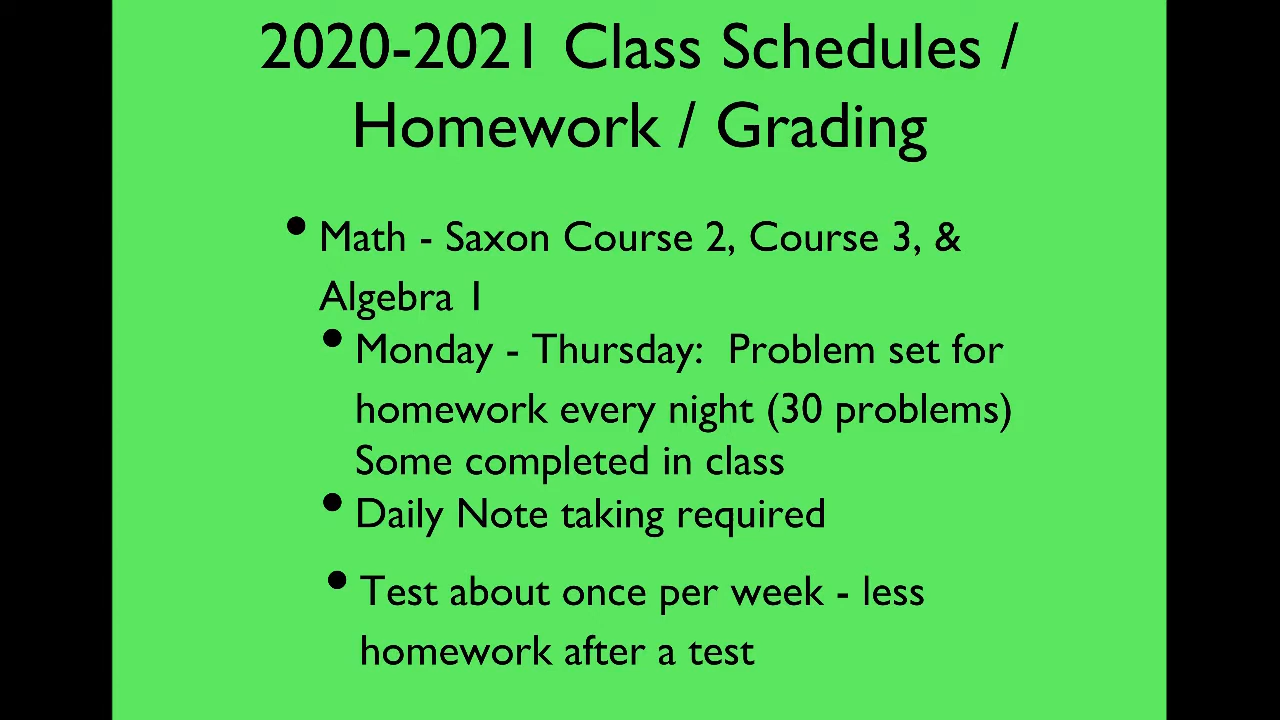 2020-2021 Class Schedules /
Homework / Grading
• Math - Saxon Course 2, Course 3, &
Algebra 1
• Monday - Thursday:  Problem set for
homework every night (30 problems)
Some completed in class
• Daily Note taking required
• Test about once per week - less
homework after a test